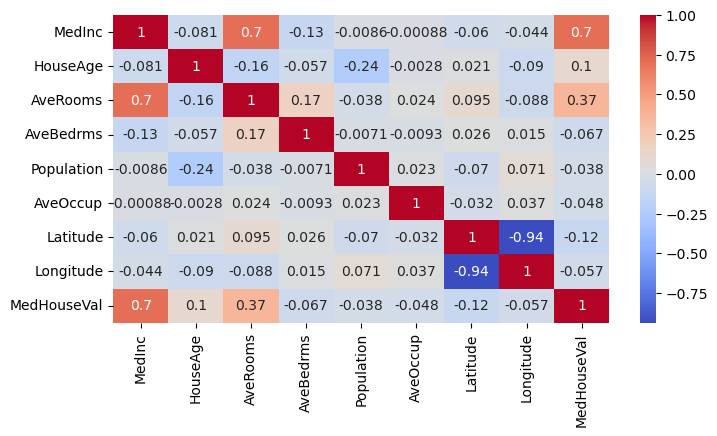 MedInc 1 -0.081 0.7 -0.13 -0.0086 -0.00088 -0.06 -0.044 0.7
HouseAge -0.081 1 -0.16 -0.057 -0.24 -0.0028 0.021 -0.09 0.1
AveRooms 0.7 -0.16 1 0.17 -0.038 0.024 0.095 -0.088 0.37
AveBedrms -0.13 -0.057 0.17 1 -0.0071 -0.0093 0.026 0.015 -0.067
Population -0.0086 -0.24 -0.038 -0.0071 1 0.023 -0.07 0.071 -0.038
AveOccup -0.00088 -0.0028 0.024 -0.0093 0.023 1 -0.032 0.037 -0.048
Latitude -0.06 0.021 0.095 0.026 -0.07 -0.032 1 -0.94 -0.12
Longitude -0.044 -0.09 -0.088 0.015 0.071 0.037 -0.94 1 -0.057
MedHouseVal 0.7 0.1 0.37 -0.067 -0.038 -0.048 -0.12 -0.057 1
MedInc
HouseAge
AveRooms
AveBedrms
Population
AveOccup
Latitude
Longitude
MedHouseVal
1.00
0.75
0.50
0.25
0.00
−0.25
−0.50
−0.75